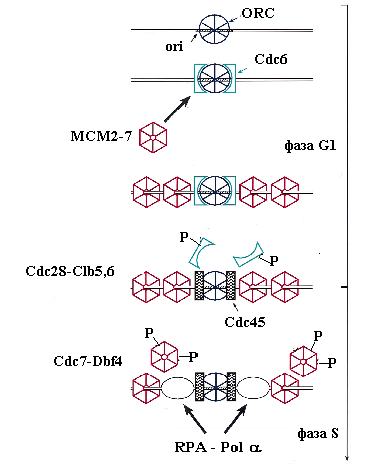 ORC
ori
Cdc6
MCM2-7
фаза G1
P
P
Cdc28-Clb5,6
Cdc45
P
P
Cdc7-Dbf4
P
P
RPA - Pol α.
фаза S